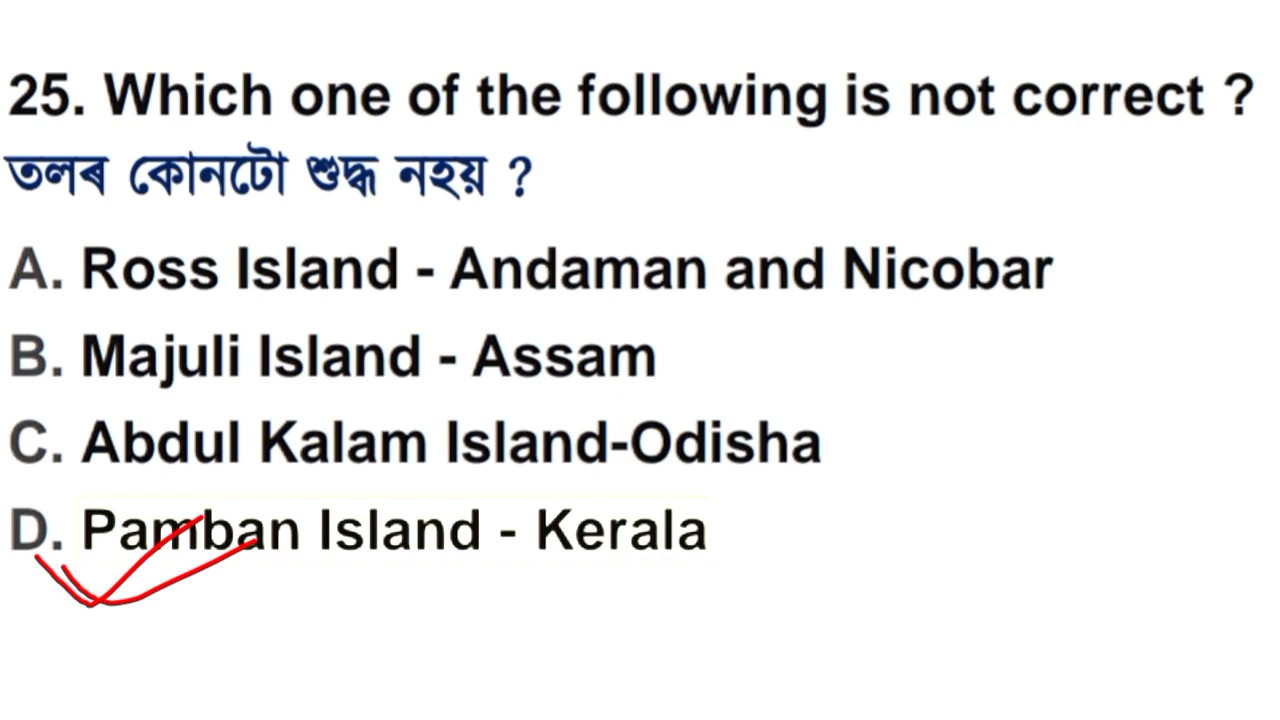 25. Which one of the following is not correct ?
তলৰ কোনটো শুদ্ধ নহয় ?
A. Ross Island - Andaman and Nicobar
B. Majuli Island - Assam
C. Abdul Kalam Island-Odisha
D. Pamban Island - Kerala